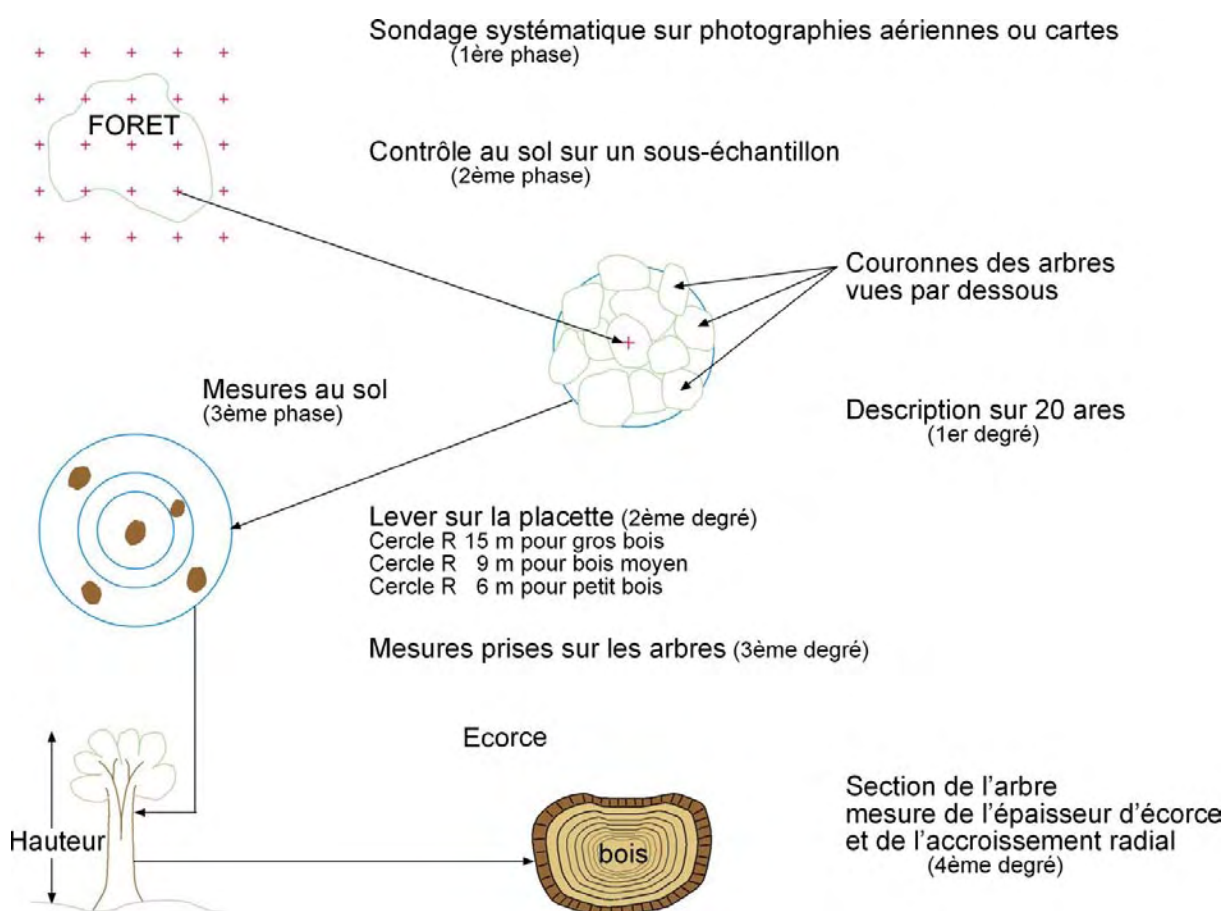 Sondage systématique sur photographies aériennes ou cartes
(1ère phase)
FORET
Contrôle au sol sur un sous-échantillon
(2ème phase)
Couronnes des arbres
vues par dessous
Mesures au sol
(3ème phase)
Description sur 20 ares
(1er degré)
Lever sur la placette (2ème degré)
Cercle R 15 m pour gros bois
Cercle R 9 m pour bois moyen
Cercle R 6 m pour petit bois
Mesures prises sur les arbres (3ème degré)
Ecorce
Hauteur
bois
Section de l'arbre
mesure de l'épaisseur d'écorce
et de l'accroissement radial
(4ème degré)